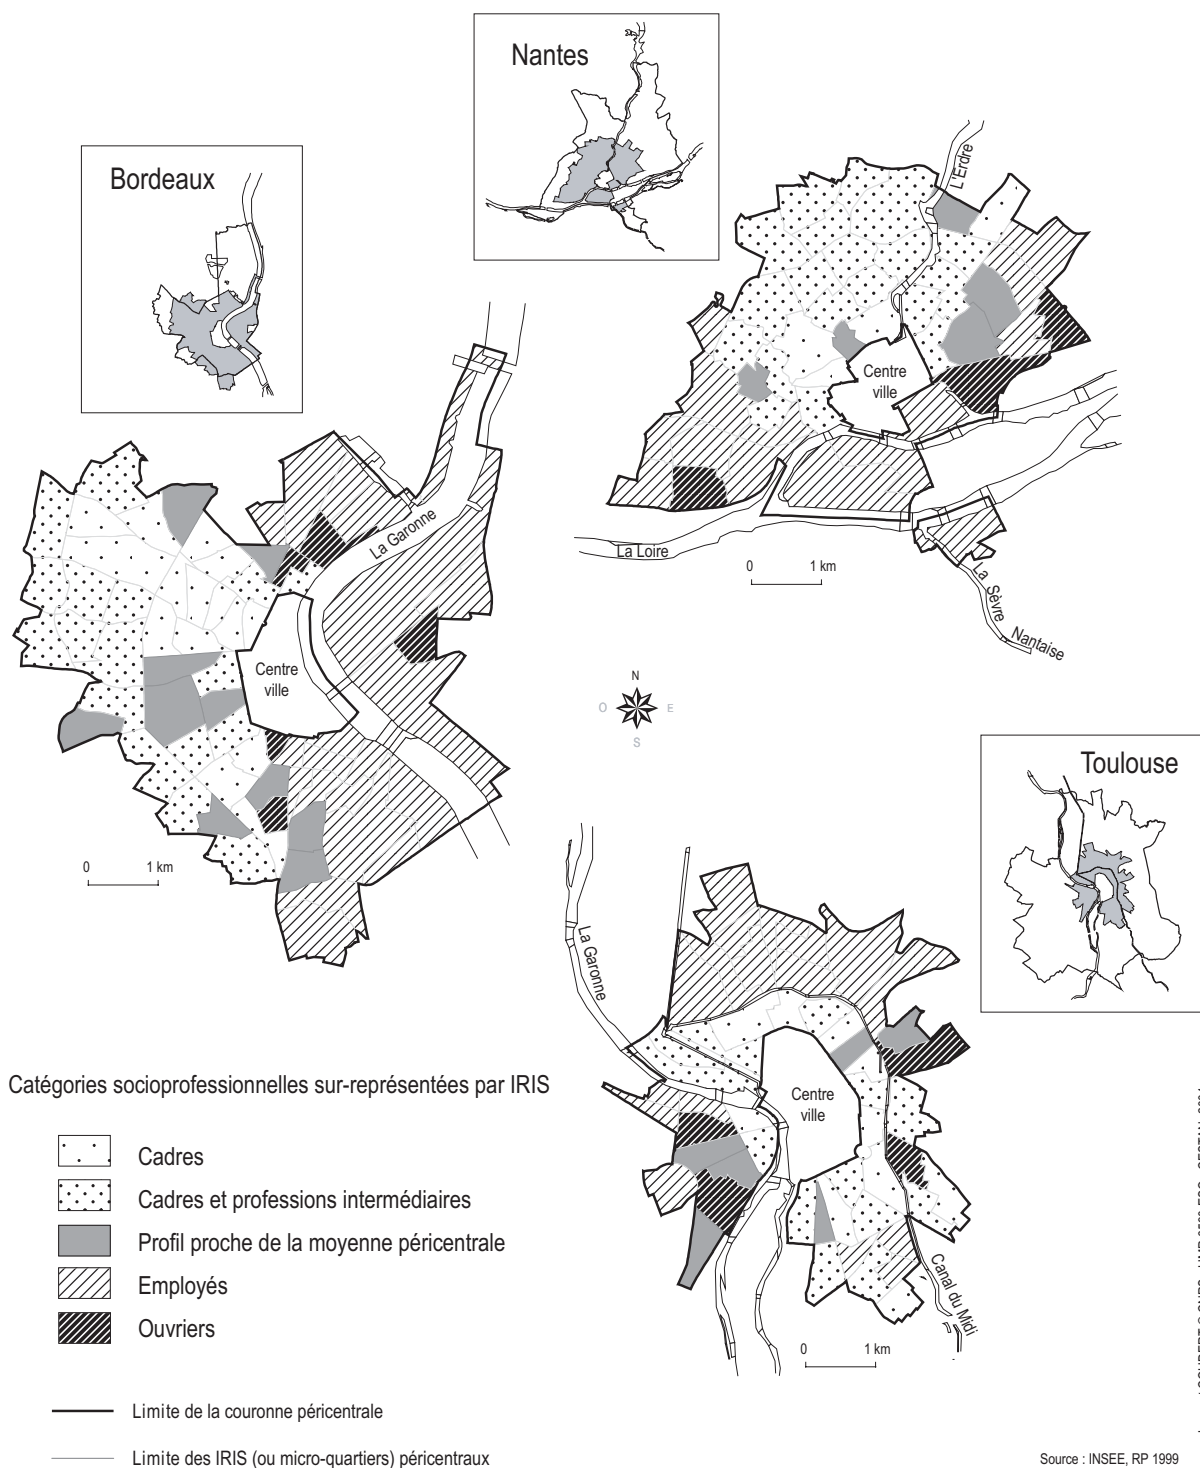 Nantes
Bordeaux
L'Erdre
Centre
ville
La Garonne
La Loire
0 1 km
La Sèvre
Nantaise
Centre
ville
N
O E
S
Toulouse
0 1 km
La Garonne
Centre
ville
Canal du Midi
0 1 km
Catégories socioprofessionnelles sur-représentées par IRIS
Cadres
Cadres et professions intermédiaires
Profil proche de la moyenne péricentrale
Employés
Ouvriers
Limite de la couronne péricentrale
Limite des IRIS (ou micro-quartiers) péricentraux
Source : INSEE, RP 1999